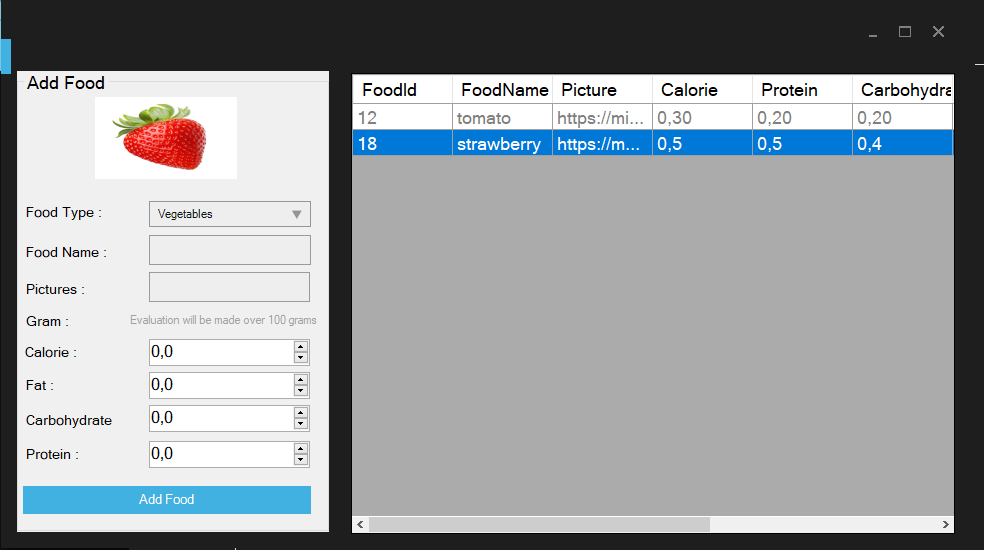 Add Food
Food Type : Vegetables
Food Name :
Pictures :
Gram : Evaluation will be made over 100 grams
Calorie : 0,0
Fat : 0,0
Carbohydrate 0,0
Protein : 0,0
Add Food
FoodId FoodName Picture Calorie Protein Carbohydra
12 tomato https://mi... 0,30 0,20 0,20
18 strawberry https://m... 0,5 0,5 0,4